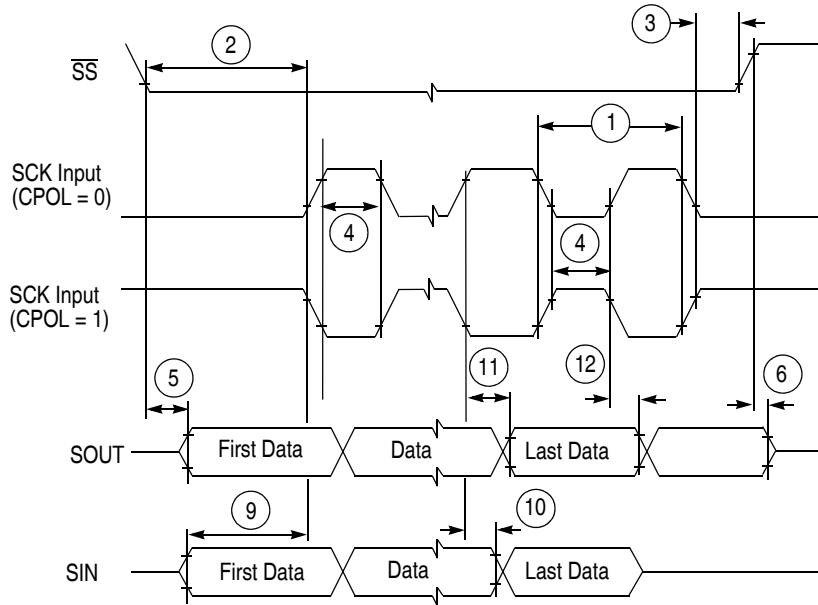 2
3
S̅S̅
1
SCK Input
(CPOL = 0)
4
4
SCK Input
(CPOL = 1)
11
12
5
6
SOUT
First Data
Data
Last Data
9
10
SIN
First Data
Data
Last Data